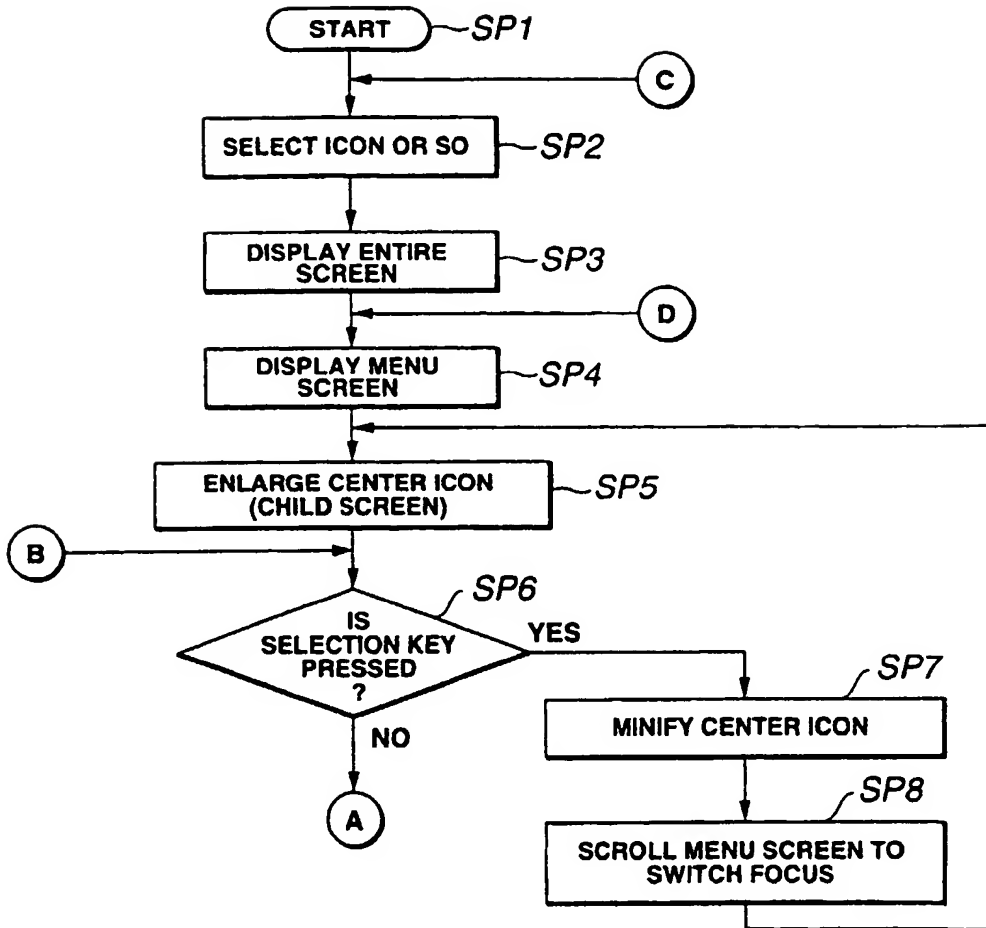 START
SP1
C
SELECT ICON OR SO
SP2
DISPLAY ENTIRE
SCREEN
SP3
D
DISPLAY MENU
SCREEN
SP4
ENLARGE CENTER ICON
(CHILD SCREEN)
SP5
B
IS
SELECTION KEY
PRESSED
?
SP6
YES
NO
A
MINIFY CENTER ICON
SP7
SCROLL MENU SCREEN TO
SWITCH FOCUS
SP8